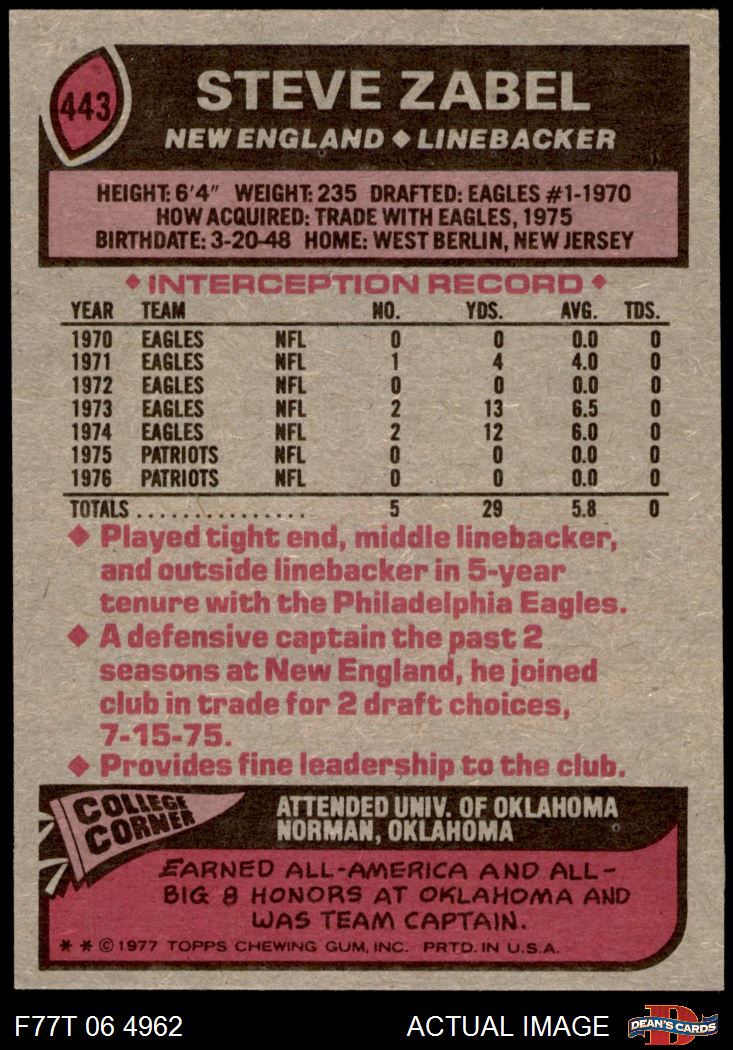 443
STEVE ZABEL
NEW ENGLAND ◆ LINEBACKER
HEIGHT: 6'4" WEIGHT: 235 DRAFTED: EAGLES #1-1970
HOW ACQUIRED: TRADE WITH EAGLES, 1975
BIRTHDATE: 3-20-48 HOME: WEST BERLIN, NEW JERSEY
◆ INTERCEPTION RECORD ◆
YEAR TEAM NO. YDS. AVG. TDS.
1970 EAGLES NFL 0 0 0.0 0
1971 EAGLES NFL 1 4 4.0 0
1972 EAGLES NFL 0 0 0.0 0
1973 EAGLES NFL 2 13 6.5 0
1974 EAGLES NFL 2 12 6.0 0
1975 PATRIOTS NFL 0 0 0.0 0
1976 PATRIOTS NFL 0 0 0.0 0
TOTALS ............... 5 29 5.8 0
◆ Played tight end, middle linebacker,
and outside linebacker in 5-year
tenure with the Philadelphia Eagles.
◆ A defensive captain the past 2
seasons at New England, he joined
club in trade for 2 draft choices,
7-15-75.
◆ Provides fine leadership to the club.
COLLEGE
CORNER
ATTENDED UNIV. OF OKLAHOMA
NORMAN, OKLAHOMA
EARNED ALL-AMERICA AND ALL-
BIG 8 HONORS AT OKLAHOMA AND
WAS TEAM CAPTAIN.
** ©1977 TOPPS CHEWING GUM, INC. PRTD. IN U.S.A.
F77T 06 4962 ACTUAL IMAGE
D
DEAN'S CARDS